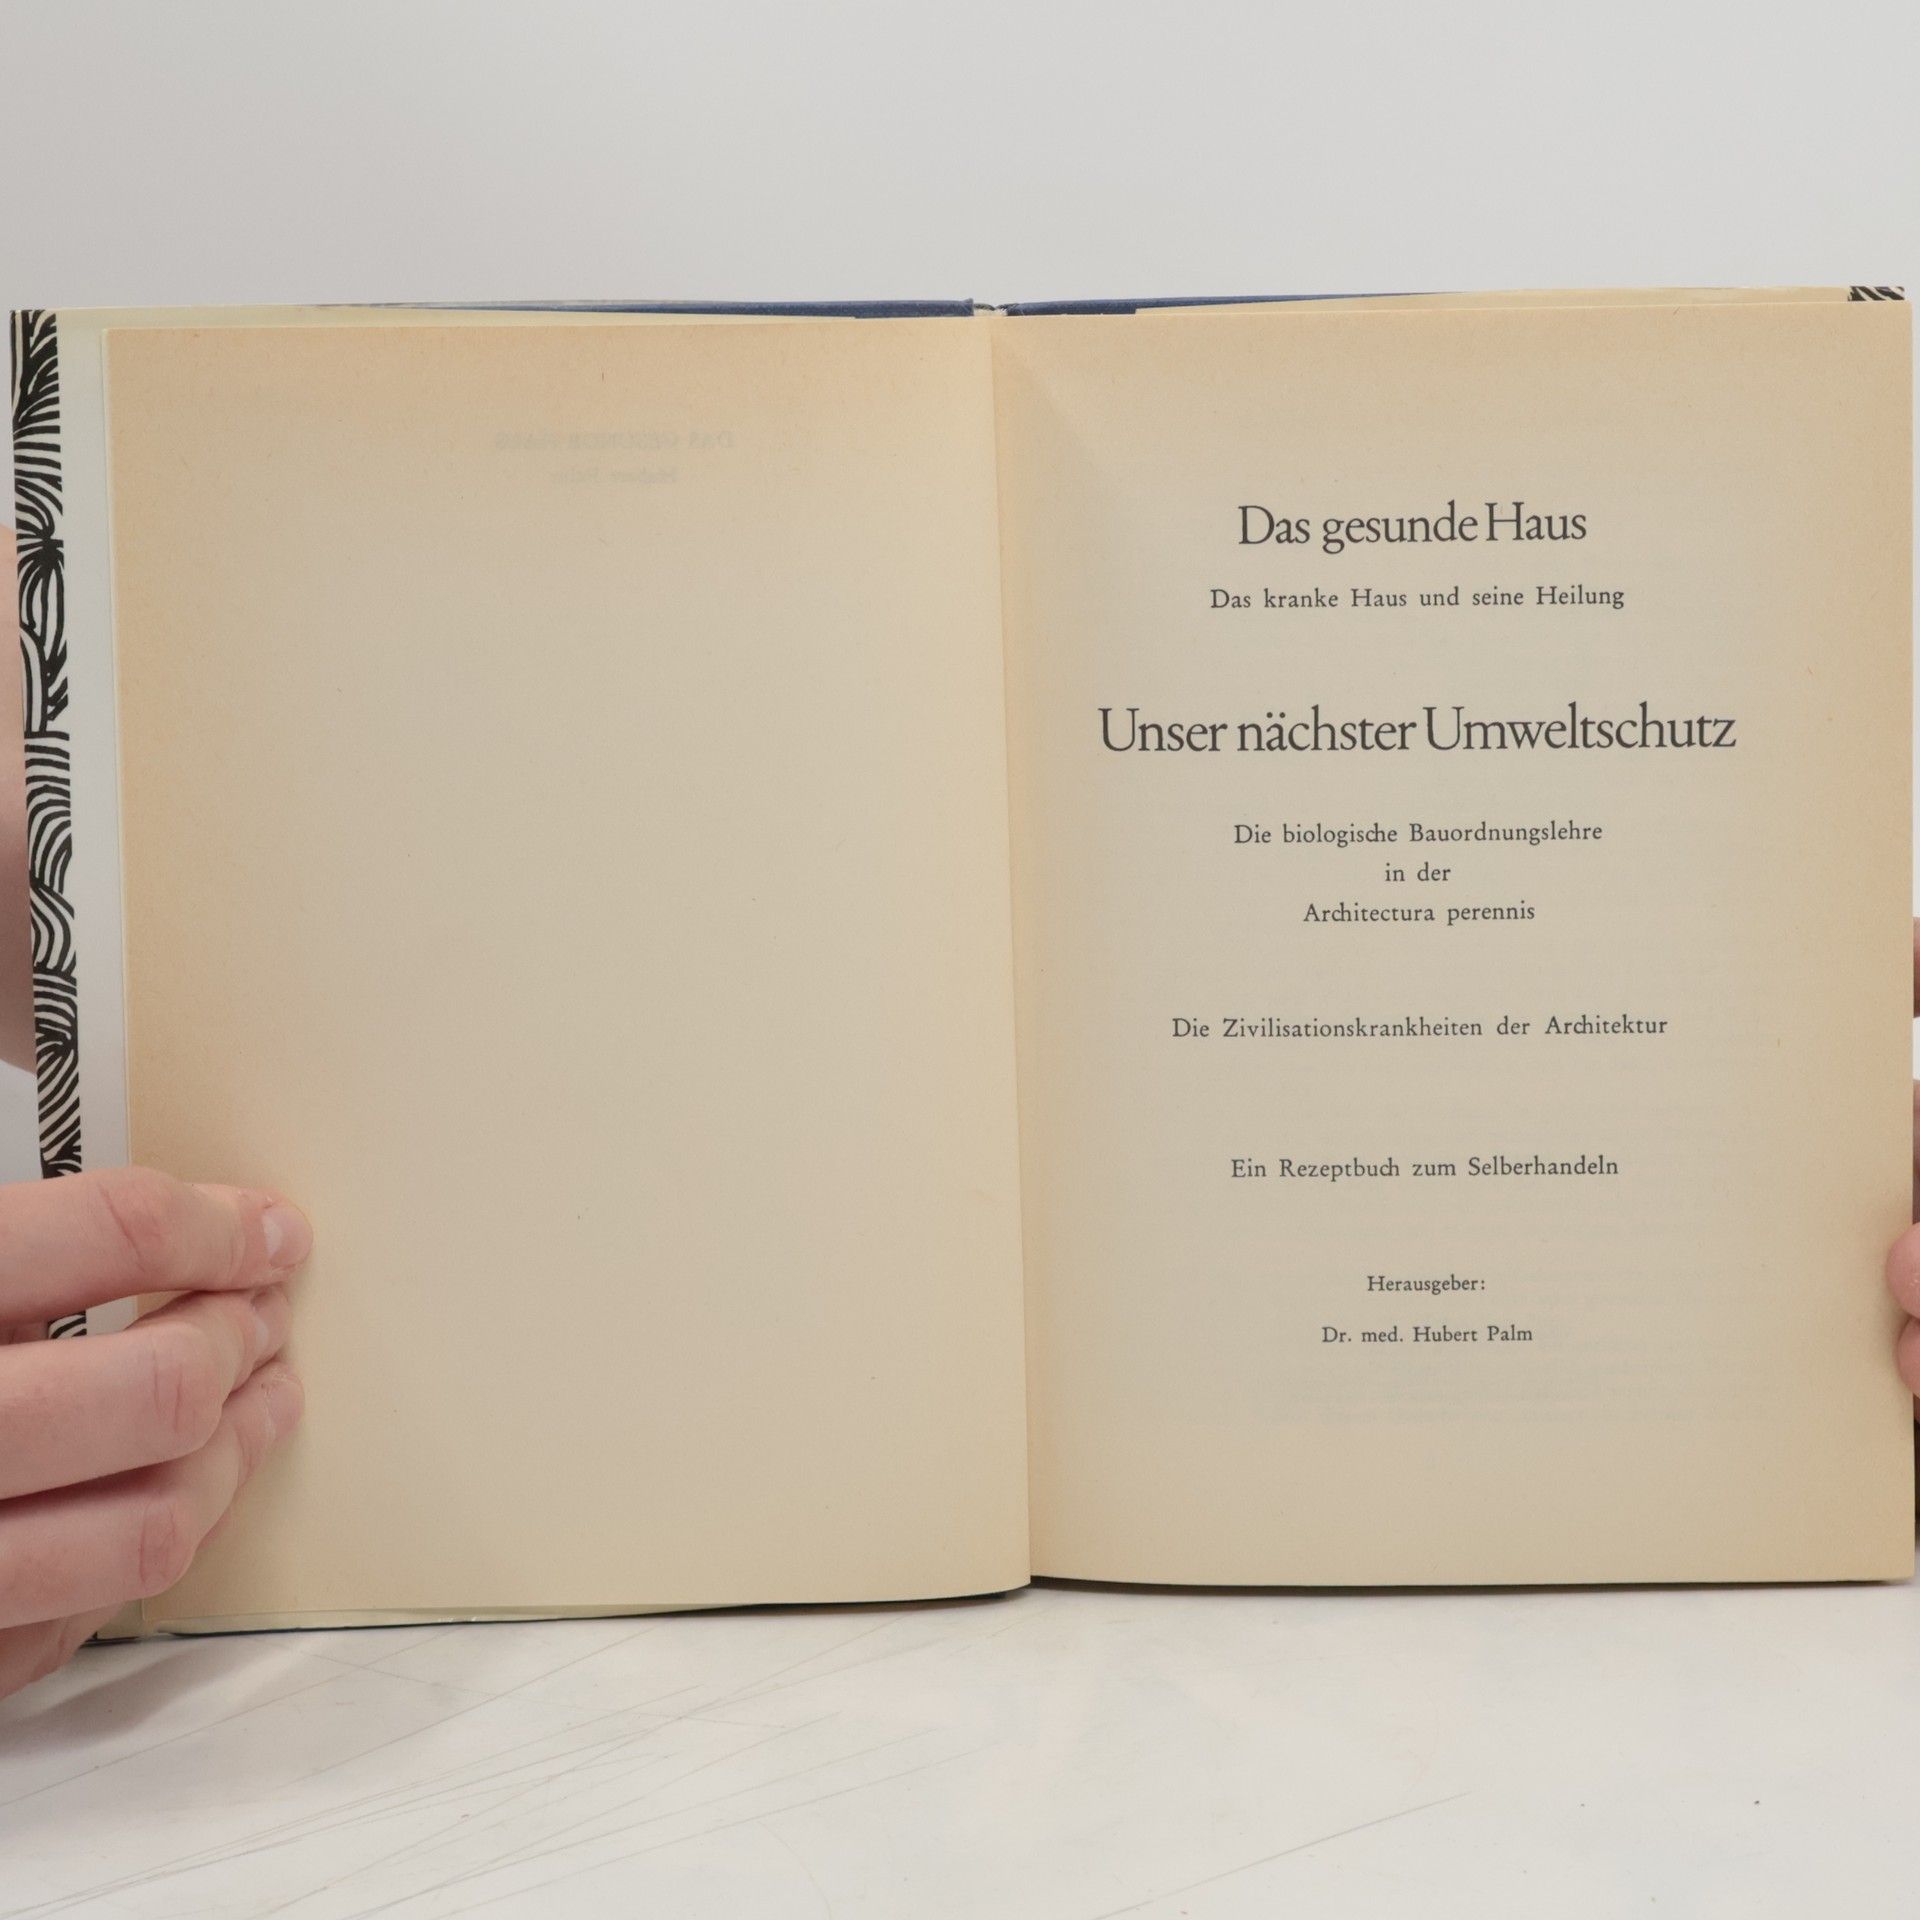 Das gesunde Haus
Das kranke Haus und seine Heilung
Unser nächster Umweltschutz
Die biologische Bauordnungslehre
in der
Architectura perennis
Die Zivilisationskrankheiten der Architektur
Ein Rezeptbuch zum Selberhandeln
Herausgeber:
Dr. med. Hubert Palm